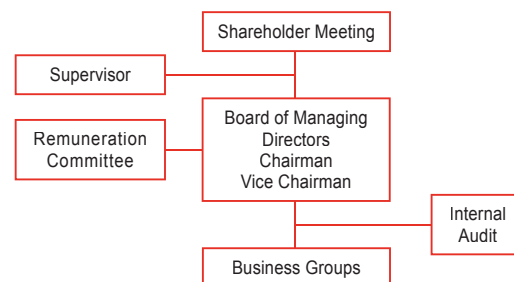 Shareholder Meeting
Supervisor
Board of Managing
Directors
Chairman
Vice Chairman
Remuneration
Committee
Internal
Audit
Business Groups